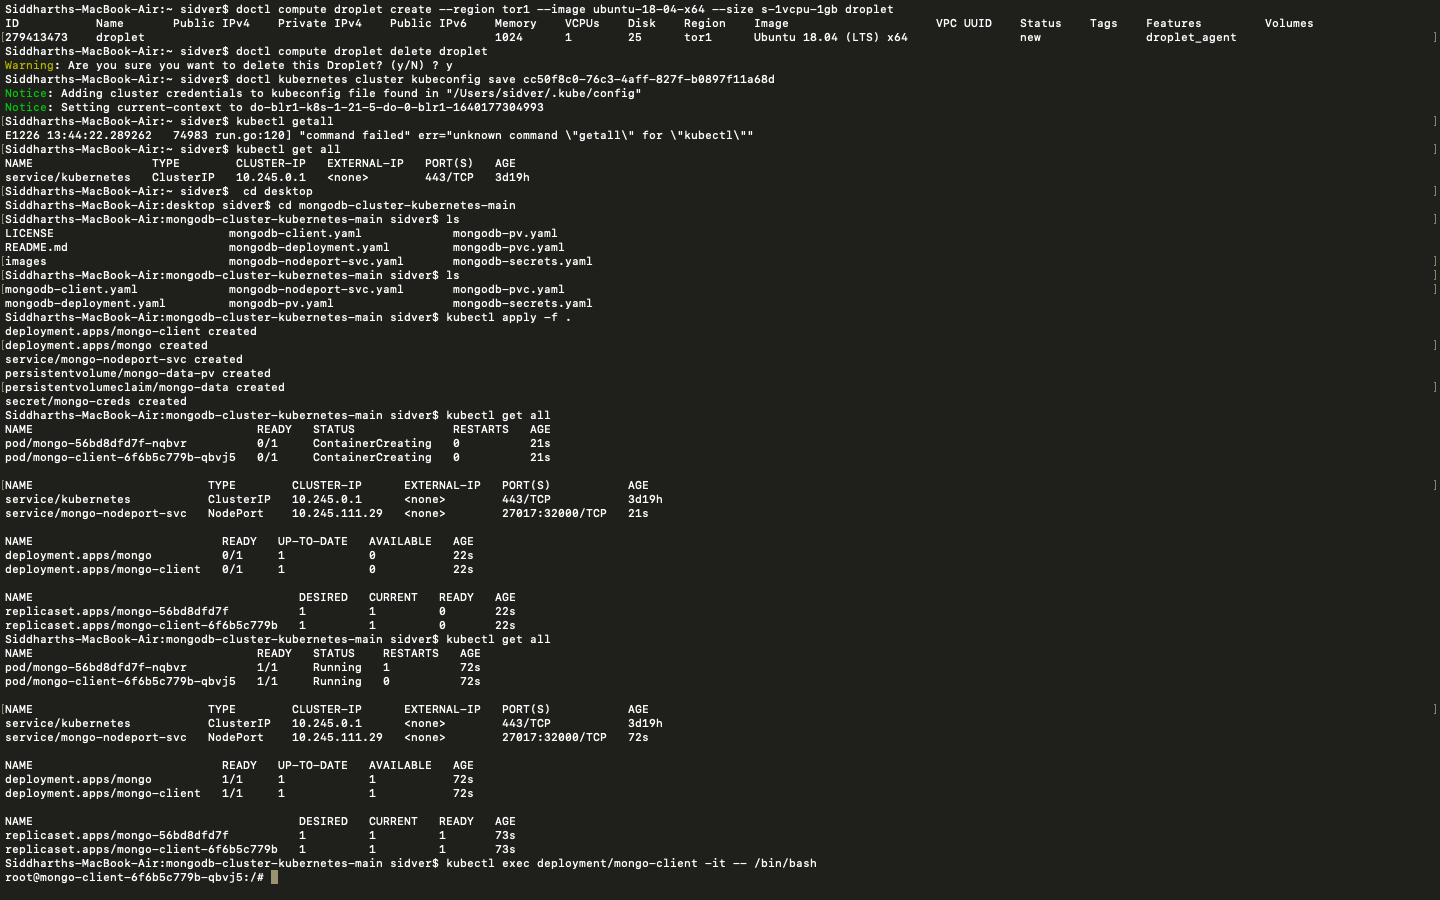 Siddharths-MacBook-Air:~ sidver$ doctl compute droplet create --region tor1 --image ubuntu-18-04-x64 --size s-1vcpu-1gb droplet
ID Name Public IPv4 Private IPv4 Public IPv6 Memory VCPUs Disk Region Image VPC UUID Status Tags Features Volumes
[279413473 droplet 1024 1 25 tor1 Ubuntu 18.04 (LTS) x64 new droplet_agent ]
Siddharths-MacBook-Air:~ sidver$ doctl compute droplet delete droplet
Warning: Are you sure you want to delete this Droplet? (y/N) ? y
Siddharths-MacBook-Air:~ sidver$ doctl kubernetes cluster kubeconfig save cc50f8c0-76c3-4aff-827f-b0897f11a68d
Notice: Adding cluster credentials to kubeconfig file found in "/Users/sidver/.kube/config"
Notice: Setting current-context to do-blr1-k8s-1-21-5-do-0-blr1-1640177304993
[Siddharths-MacBook-Air:~ sidver$ kubectl getall ]
E1226 13:44:22.289262 74983 run.go:120] "command failed" err="unknown command \"getall\" for \"kubectl\""
[Siddharths-MacBook-Air:~ sidver$ kubectl get all ]
NAME TYPE CLUSTER-IP EXTERNAL-IP PORT(S) AGE
service/kubernetes ClusterIP 10.245.0.1 <none> 443/TCP 3d19h
[Siddharths-MacBook-Air:~ sidver$  cd desktop ]
Siddharths-MacBook-Air:desktop sidver$ cd mongodb-cluster-kubernetes-main
[Siddharths-MacBook-Air:mongodb-cluster-kubernetes-main sidver$ ls ]
LICENSE mongodb-client.yaml mongodb-pv.yaml
README.md mongodb-deployment.yaml mongodb-pvc.yaml
[images mongodb-nodeport-svc.yaml mongodb-secrets.yaml ]
[Siddharths-MacBook-Air:mongodb-cluster-kubernetes-main sidver$ ls ]
[mongodb-client.yaml mongodb-nodeport-svc.yaml mongodb-pvc.yaml ]
mongodb-deployment.yaml mongodb-pv.yaml mongodb-secrets.yaml
Siddharths-MacBook-Air:mongodb-cluster-kubernetes-main sidver$ kubectl apply -f .
deployment.apps/mongo-client created
[deployment.apps/mongo created ]
service/mongo-nodeport-svc created
persistentvolume/mongo-data-pv created
[persistentvolumeclaim/mongo-data created ]
secret/mongo-creds created
Siddharths-MacBook-Air:mongodb-cluster-kubernetes-main sidver$ kubectl get all
NAME READY STATUS RESTARTS AGE
pod/mongo-56bd8dfd7f-nqbvr 0/1 ContainerCreating 0 21s
pod/mongo-client-6f6b5c779b-qbvj5 0/1 ContainerCreating 0 21s
[NAME TYPE CLUSTER-IP EXTERNAL-IP PORT(S) AGE ]
service/kubernetes ClusterIP 10.245.0.1 <none> 443/TCP 3d19h
service/mongo-nodeport-svc NodePort 10.245.111.29 <none> 27017:32000/TCP 21s
NAME READY UP-TO-DATE AVAILABLE AGE
deployment.apps/mongo 0/1 1 0 22s
deployment.apps/mongo-client 0/1 1 0 22s
NAME DESIRED CURRENT READY AGE
replicaset.apps/mongo-56bd8dfd7f 1 1 0 22s
replicaset.apps/mongo-client-6f6b5c779b 1 1 0 22s
Siddharths-MacBook-Air:mongodb-cluster-kubernetes-main sidver$ kubectl get all
NAME READY STATUS RESTARTS AGE
pod/mongo-56bd8dfd7f-nqbvr 1/1 Running 1 72s
pod/mongo-client-6f6b5c779b-qbvj5 1/1 Running 0 72s
[NAME TYPE CLUSTER-IP EXTERNAL-IP PORT(S) AGE ]
service/kubernetes ClusterIP 10.245.0.1 <none> 443/TCP 3d19h
service/mongo-nodeport-svc NodePort 10.245.111.29 <none> 27017:32000/TCP 72s
NAME READY UP-TO-DATE AVAILABLE AGE
deployment.apps/mongo 1/1 1 1 72s
deployment.apps/mongo-client 1/1 1 1 72s
NAME DESIRED CURRENT READY AGE
replicaset.apps/mongo-56bd8dfd7f 1 1 1 73s
replicaset.apps/mongo-client-6f6b5c779b 1 1 1 73s
Siddharths-MacBook-Air:mongodb-cluster-kubernetes-main sidver$ kubectl exec deployment/mongo-client -it -- /bin/bash
root@mongo-client-6f6b5c779b-qbvj5:/#